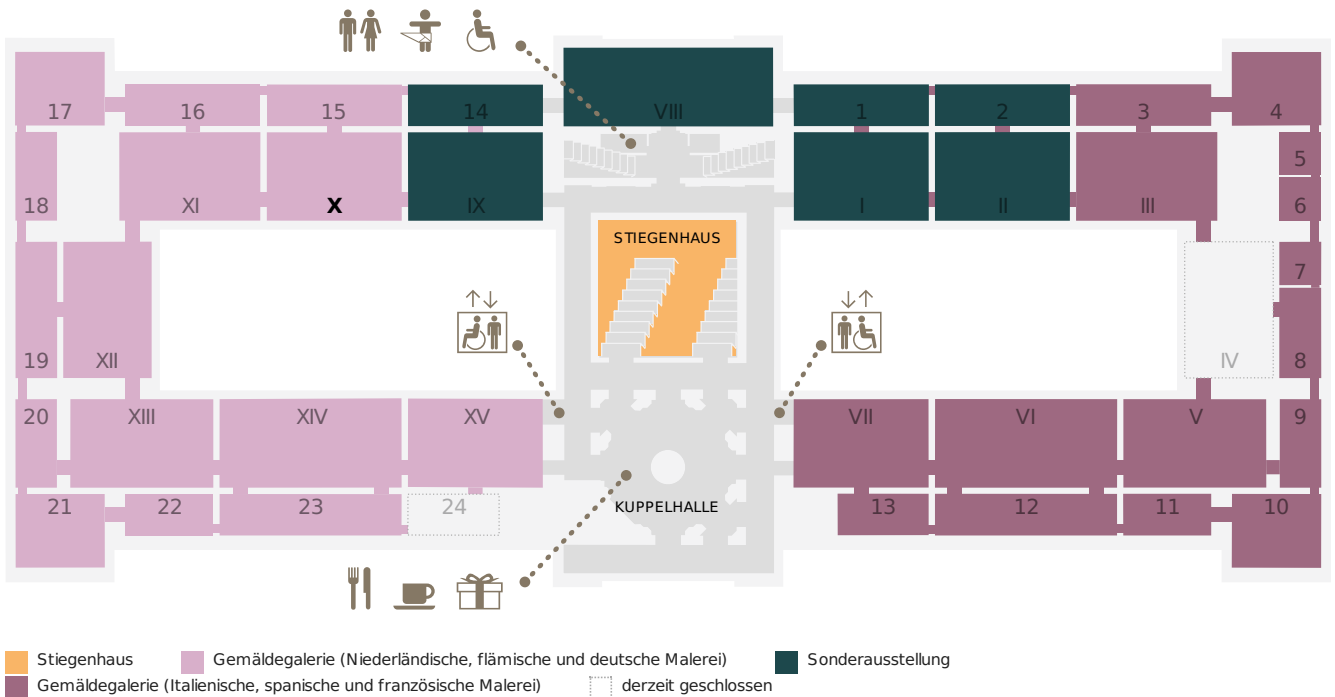 17
16
15
14
VIII
1
2
3
4
5
18
XI
X
IX
I
II
III
6
STIEGENHAUS
7
19
XII
IV
8
20
XIII
XIV
XV
VII
VI
V
9
21
22
23
24
KUPPELHALLE
13
12
11
10
Stiegenhaus
Gemäldegalerie (Niederländische, flämische und deutsche Malerei)
Sonderausstellung
Gemäldegalerie (Italienische, spanische und französische Malerei)
derzeit geschlossen